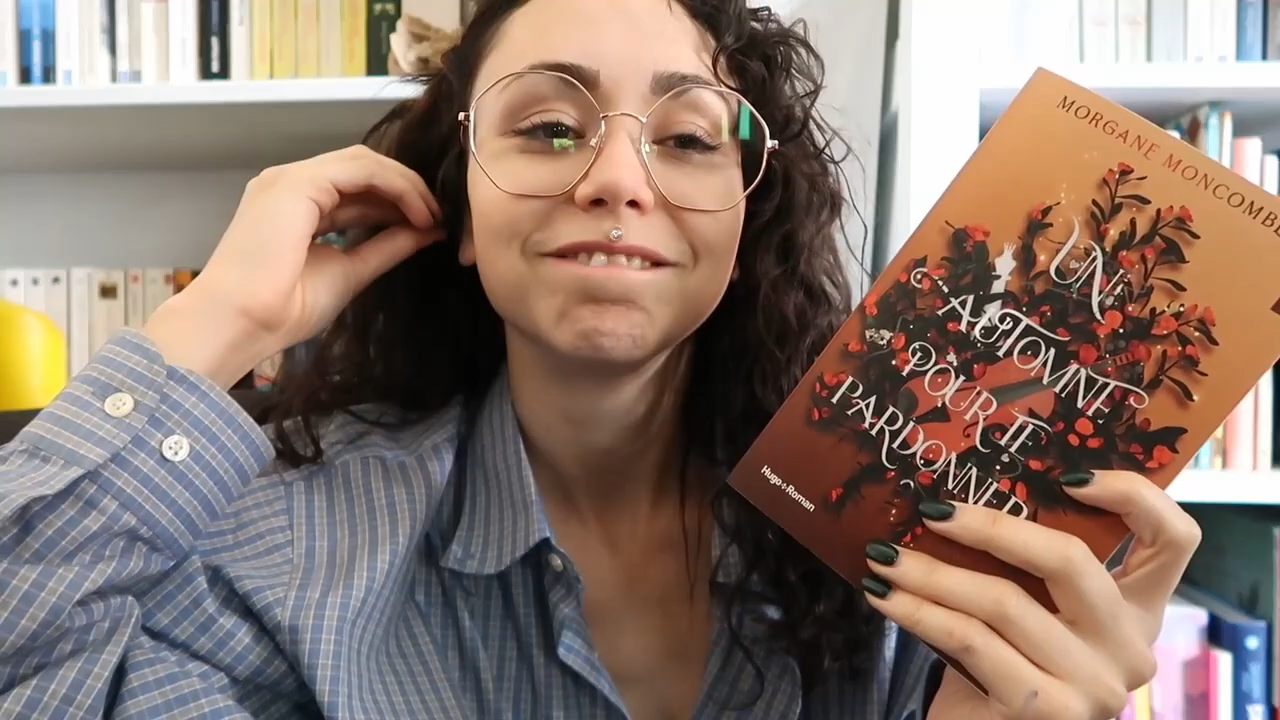 MORGANE MONCOMB
UN
AUTOMNE
POUR TE
PARDONNER
Hugo Roman